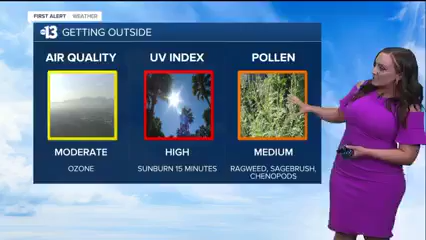 FIRST ALERT WEATHER
13 GETTING OUTSIDE
AIR QUALITY
MODERATE
OZONE
UV INDEX
HIGH
SUNBURN 15 MINUTES
POLLEN
MEDIUM
RAGWEED, SAGEBRUSH,
CHENOPODS